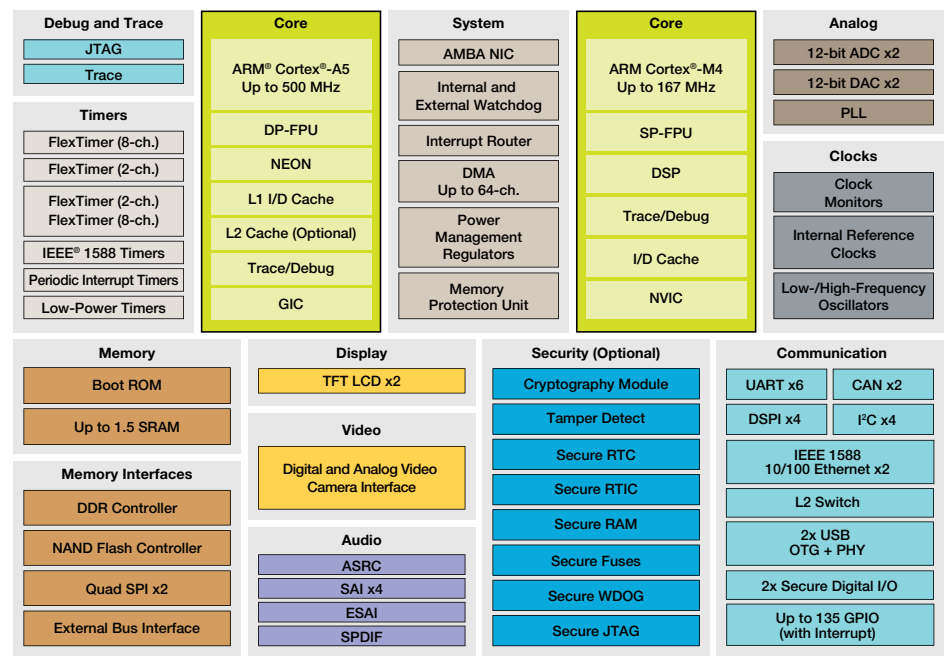 Debug and Trace
JTAG
Trace
Timers
FlexTimer (8-ch.)
FlexTimer (2-ch.)
FlexTimer (2-ch.)
FlexTimer (8-ch.)
IEEE® 1588 Timers
Periodic Interrupt Timers
Low-Power Timers
Core
ARM® Cortex®-A5
Up to 500 MHz
DP-FPU
NEON
L1 I/D Cache
L2 Cache (Optional)
Trace/Debug
GIC
System
AMBA NIC
Internal and
External Watchdog
Interrupt Router
DMA
Up to 64-ch.
Power
Management
Regulators
Memory
Protection Unit
Core
ARM Cortex®-M4
Up to 167 MHz
SP-FPU
DSP
Trace/Debug
I/D Cache
NVIC
Analog
12-bit ADC x2
12-bit DAC x2
PLL
Clocks
Clock
Monitors
Internal Reference
Clocks
Low-/High-Frequency
Oscillators
Memory
Boot ROM
Up to 1.5 SRAM
Memory Interfaces
DDR Controller
NAND Flash Controller
Quad SPI x2
External Bus Interface
Display
TFT LCD x2
Video
Digital and Analog Video
Camera Interface
Audio
ASRC
SAI x4
ESAI
SPDIF
Security (Optional)
Cryptography Module
Tamper Detect
Secure RTC
Secure RTIC
Secure RAM
Secure Fuses
Secure WDOG
Secure JTAG
Communication
UART x6
CAN x2
DSPI x4
I²C x4
IEEE 1588
10/100 Ethernet x2
L2 Switch
2x USB
OTG + PHY
2x Secure Digital I/O
Up to 135 GPIO
(with Interrupt)